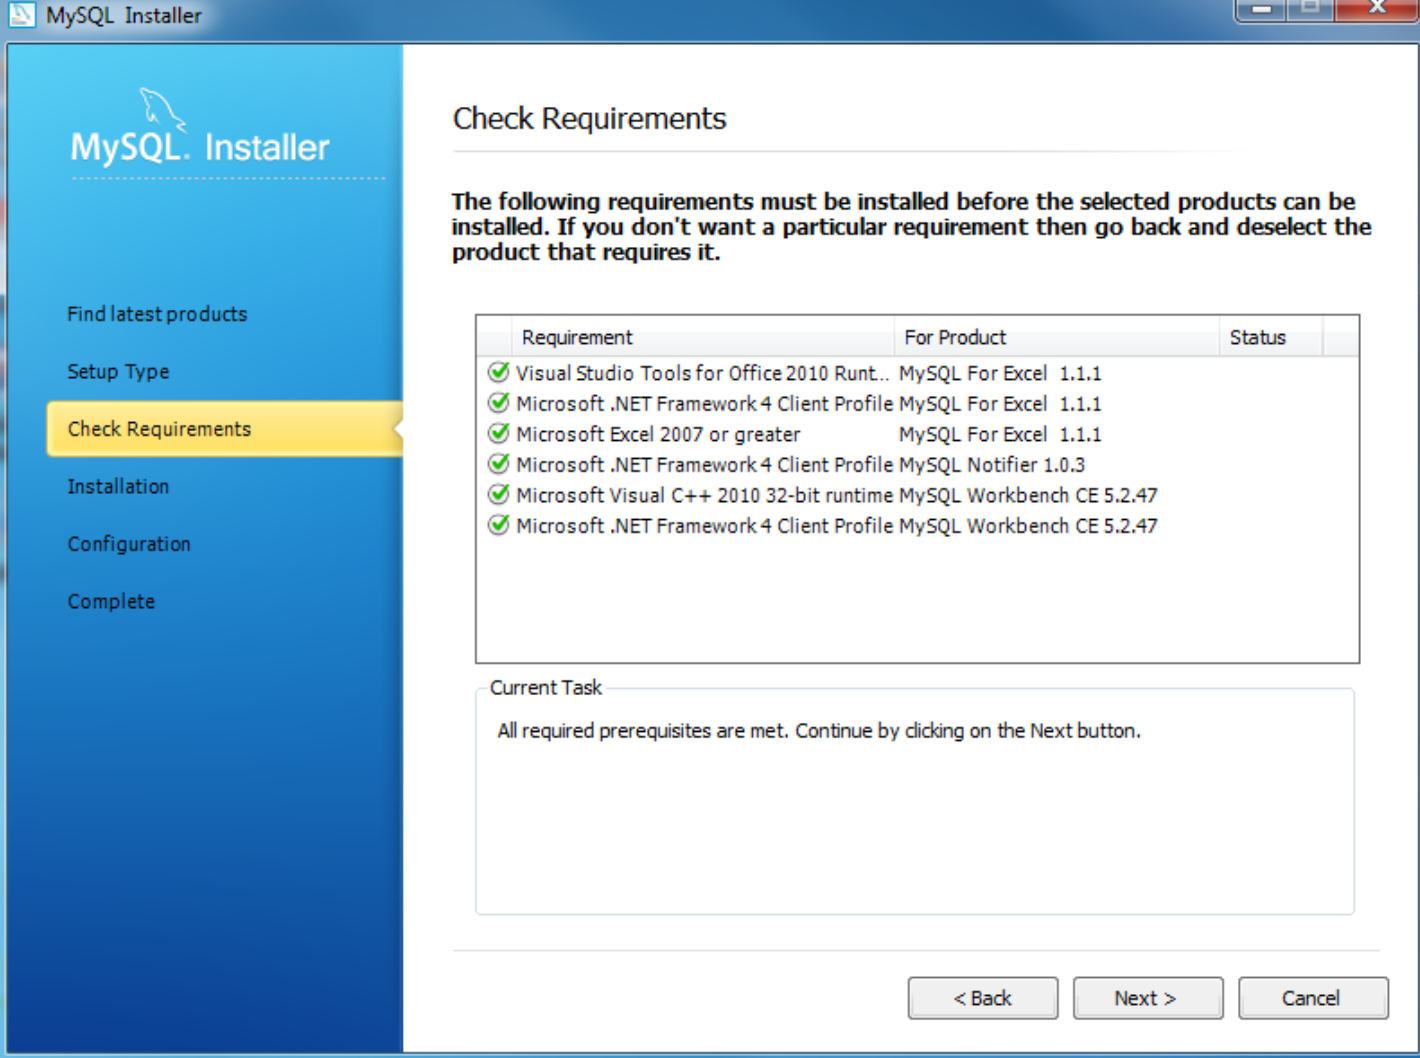 MySQL Installer
MySQL. Installer
Find latest products
Setup Type
Check Requirements
Installation
Configuration
Complete
Check Requirements
The following requirements must be installed before the selected products can be
installed. If you don't want a particular requirement then go back and deselect the
product that requires it.
Requirement For Product Status
Visual Studio Tools for Office 2010 Runt... MySQL For Excel 1.1.1
Microsoft .NET Framework 4 Client Profile MySQL For Excel 1.1.1
Microsoft Excel 2007 or greater MySQL For Excel 1.1.1
Microsoft .NET Framework 4 Client Profile MySQL Notifier 1.0.3
Microsoft Visual C++ 2010 32-bit runtime MySQL Workbench CE 5.2.47
Microsoft .NET Framework 4 Client Profile MySQL Workbench CE 5.2.47
Current Task
All required prerequisites are met. Continue by clicking on the Next button.
< Back Next > Cancel